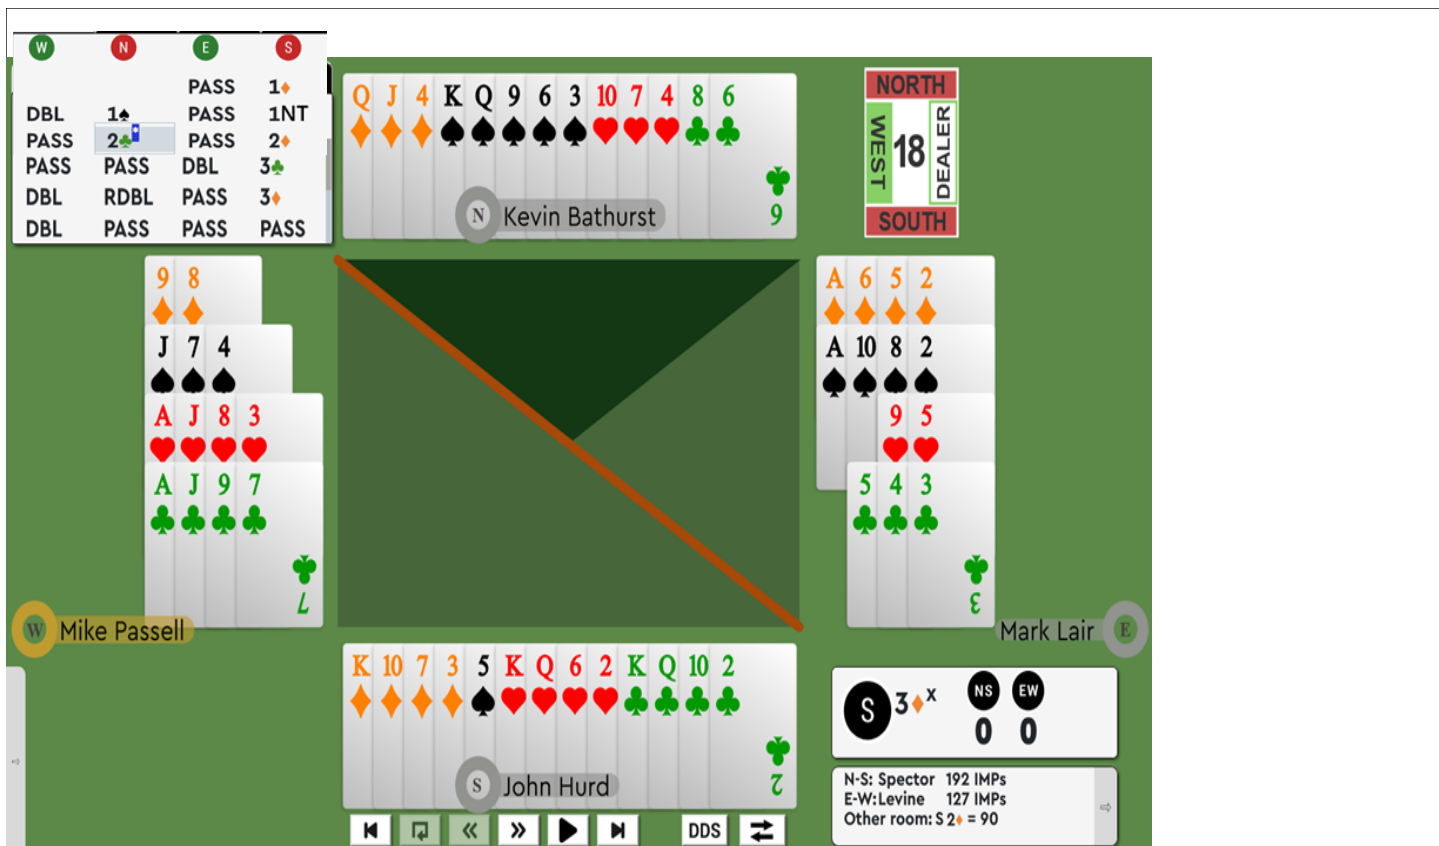 W N E S
PASS 1♦
DBL 1♠ PASS 1NT
PASS 2♣ PASS 2♦
PASS PASS DBL 3♣
DBL RDBL PASS 3♦
DBL PASS PASS PASS
Q J 4 K Q 9 6 3 10 7 4 8 6
6
N Kevin Bathurst
NORTH
WEST 18 DEALER
SOUTH
9 8
J 7 4
A J 8 3
A J 9 7
7
W Mike Passell
A 6 5 2
A 10 8 2
9 5
5 4 3
3
Mark Lair E
K 10 7 3 5 K Q 6 2 K Q 10 2
2
S John Hurd
S 3♦x NS EW
0 0
N-S: Spector 192 IMPs
E-W:Levine 127 IMPs
Other room: S 2♦ = 90
DDS